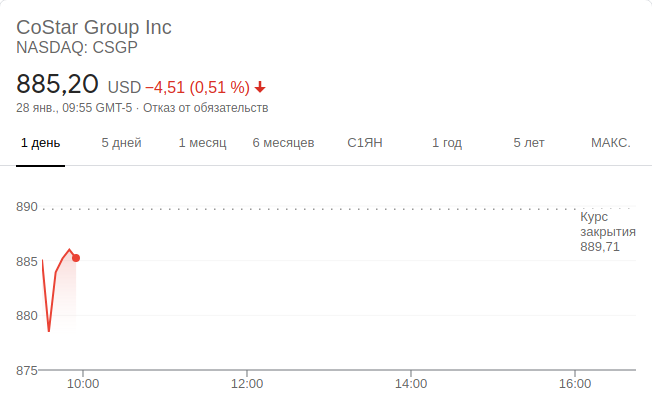 CoStar Group Inc
NASDAQ: CSGP
885,20 USD −4,51 (0,51 %)
28 янв., 09:55 GMT-5 · Отказ от обязательств
1 день 5 дней 1 месяц 6 месяцев С1ЯН 1 год 5 лет МАКС.
890
Курс
закрытия
889,71
885
880
875
10:00 12:00 14:00 16:00